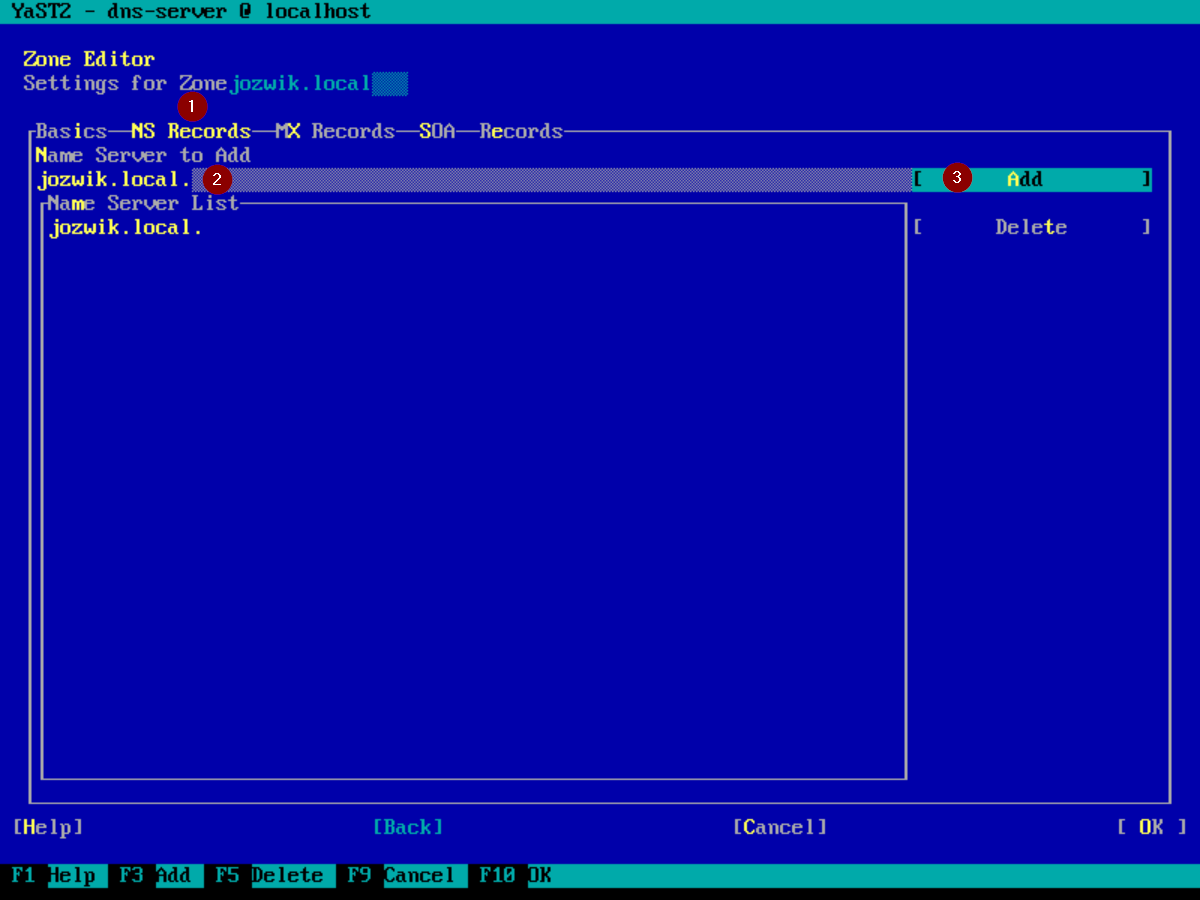 YaST2 - dns-server @ localhost
Zone Editor
Settings for Zone jozwik.local
1
Basics NS Records MX Records SOA Records
Name Server to Add
jozwik.local. 2 [ 3 Add ]
Name Server List
jozwik.local. [ Delete ]
[Help] [Back] [Cancel] [ OK ]
F1 Help F3 Add F5 Delete F9 Cancel F10 OK